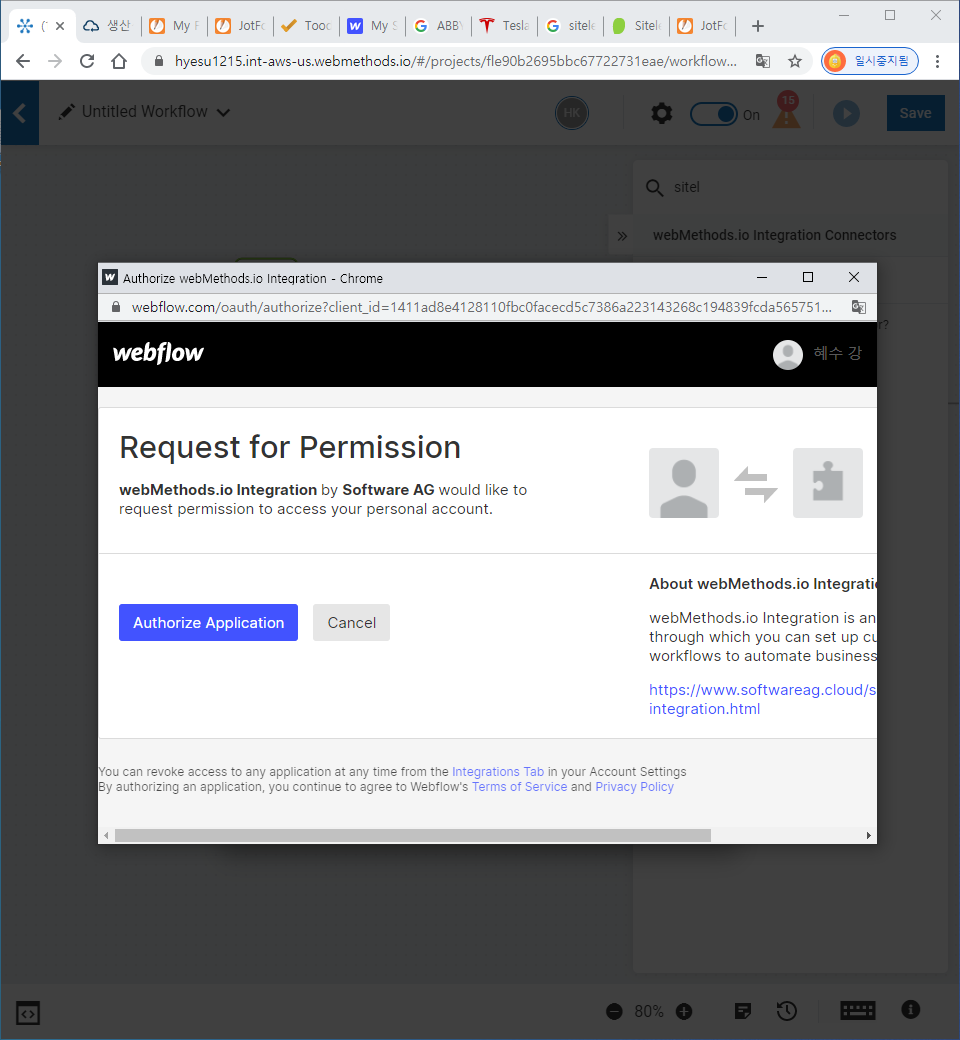 생산
My F
JotFo
Tooc
My S
ABBY
Tesla
sitele
Sitele
JotFo
hyesu1215.int-aws-us.webmethods.io/#/projects/fle90b2695bbc67722731eae/workflow...
일시중지됨
Untitled Workflow
HK
On
15
Save
sitel
webMethods.io Integration Connectors
Authorize webMethods.io Integration - Chrome
webflow.com/oauth/authorize?client_id=1411ad8e4128110fbc0facecd5c7386a223143268c194839fcda565751...
webflow
혜수 강
Request for Permission
webMethods.io Integration by Software AG would like to
request permission to access your personal account.
Authorize Application
Cancel
About webMethods.io Integratio
webMethods.io Integration is an
through which you can set up cu
workflows to automate business
https://www.softwareag.cloud/s
integration.html
You can revoke access to any application at any time from the Integrations Tab in your Account Settings
By authorizing an application, you continue to agree to Webflow's Terms of Service and Privacy Policy
80%